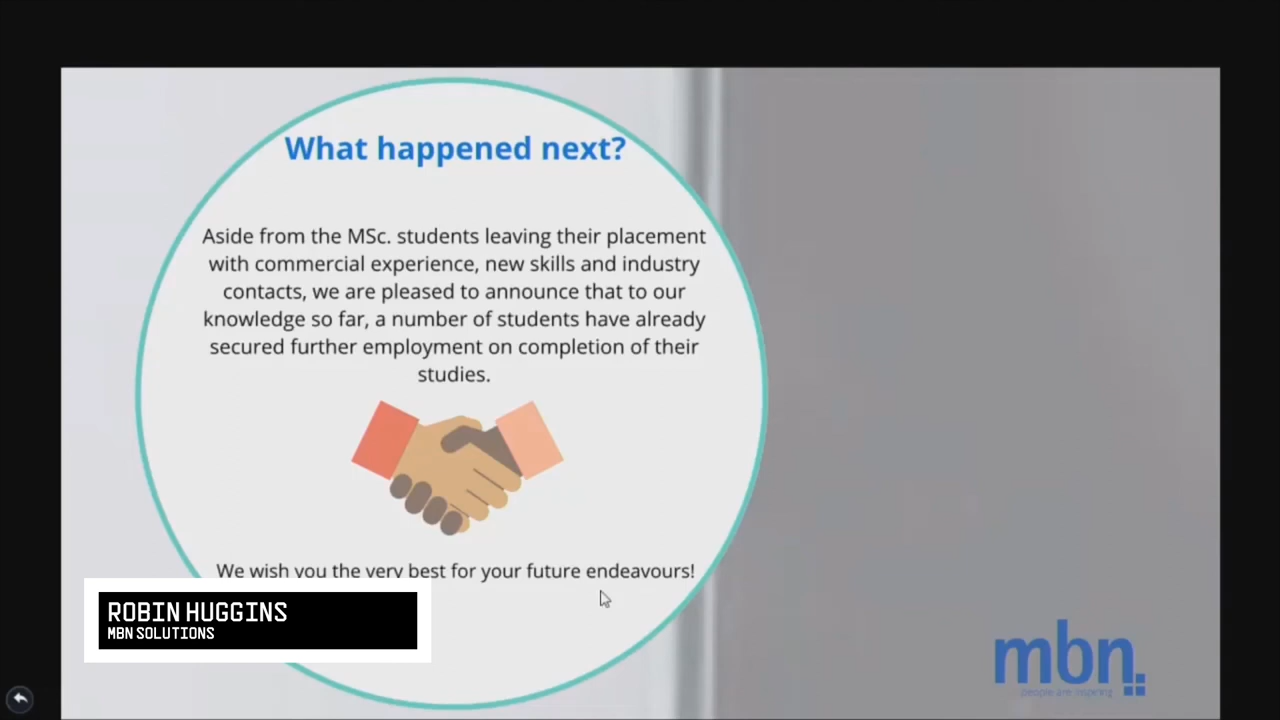 What happened next?
Aside from the MSc. students leaving their placement
with commercial experience, new skills and industry
contacts, we are pleased to announce that to our
knowledge so far, a number of students have already
secured further employment on completion of their
studies.
We wish you the very best for your future endeavours!
ROBIN HUGGINS
MBN SOLUTIONS
mbn
people are inspiring